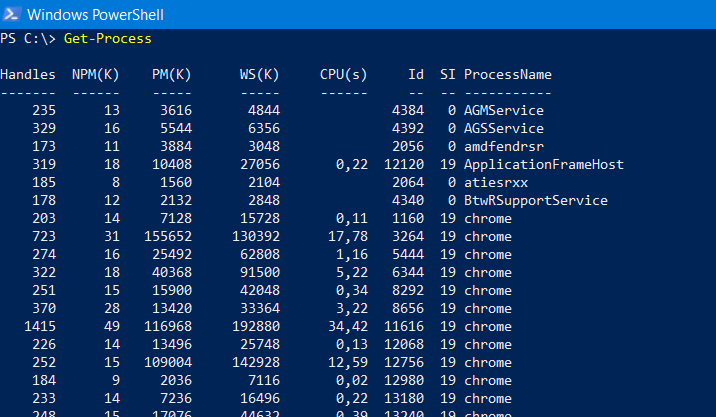 Windows PowerShell
PS C:\> Get-Process
Handles NPM(K) PM(K) WS(K) CPU(s) Id SI ProcessName
------- ------ ----- ----- ------ -- -- -----------
235 13 3616 4844 4384 0 AGMService
329 16 5544 6356 4392 0 AGSService
173 11 3884 3048 2056 0 amdfendrsr
319 18 10408 27056 0,22 12120 19 ApplicationFrameHost
185 8 1560 2104 2064 0 atiesrxx
178 12 2132 2848 4340 0 BtwRSupportService
203 14 7128 15728 0,11 1160 19 chrome
723 31 155652 130392 17,78 3264 19 chrome
274 16 25492 62808 1,16 5444 19 chrome
322 18 40368 91500 5,22 6344 19 chrome
251 15 15900 42048 0,34 8292 19 chrome
370 28 13420 33364 3,22 8656 19 chrome
1415 49 116968 192880 34,42 11616 19 chrome
226 14 13496 25748 0,13 12068 19 chrome
252 15 109004 142928 12,59 12756 19 chrome
184 9 2036 7116 0,02 12980 19 chrome
233 14 7236 16496 0,22 13180 19 chrome
248 15 17076 44632 0,39 13240 19 chrome